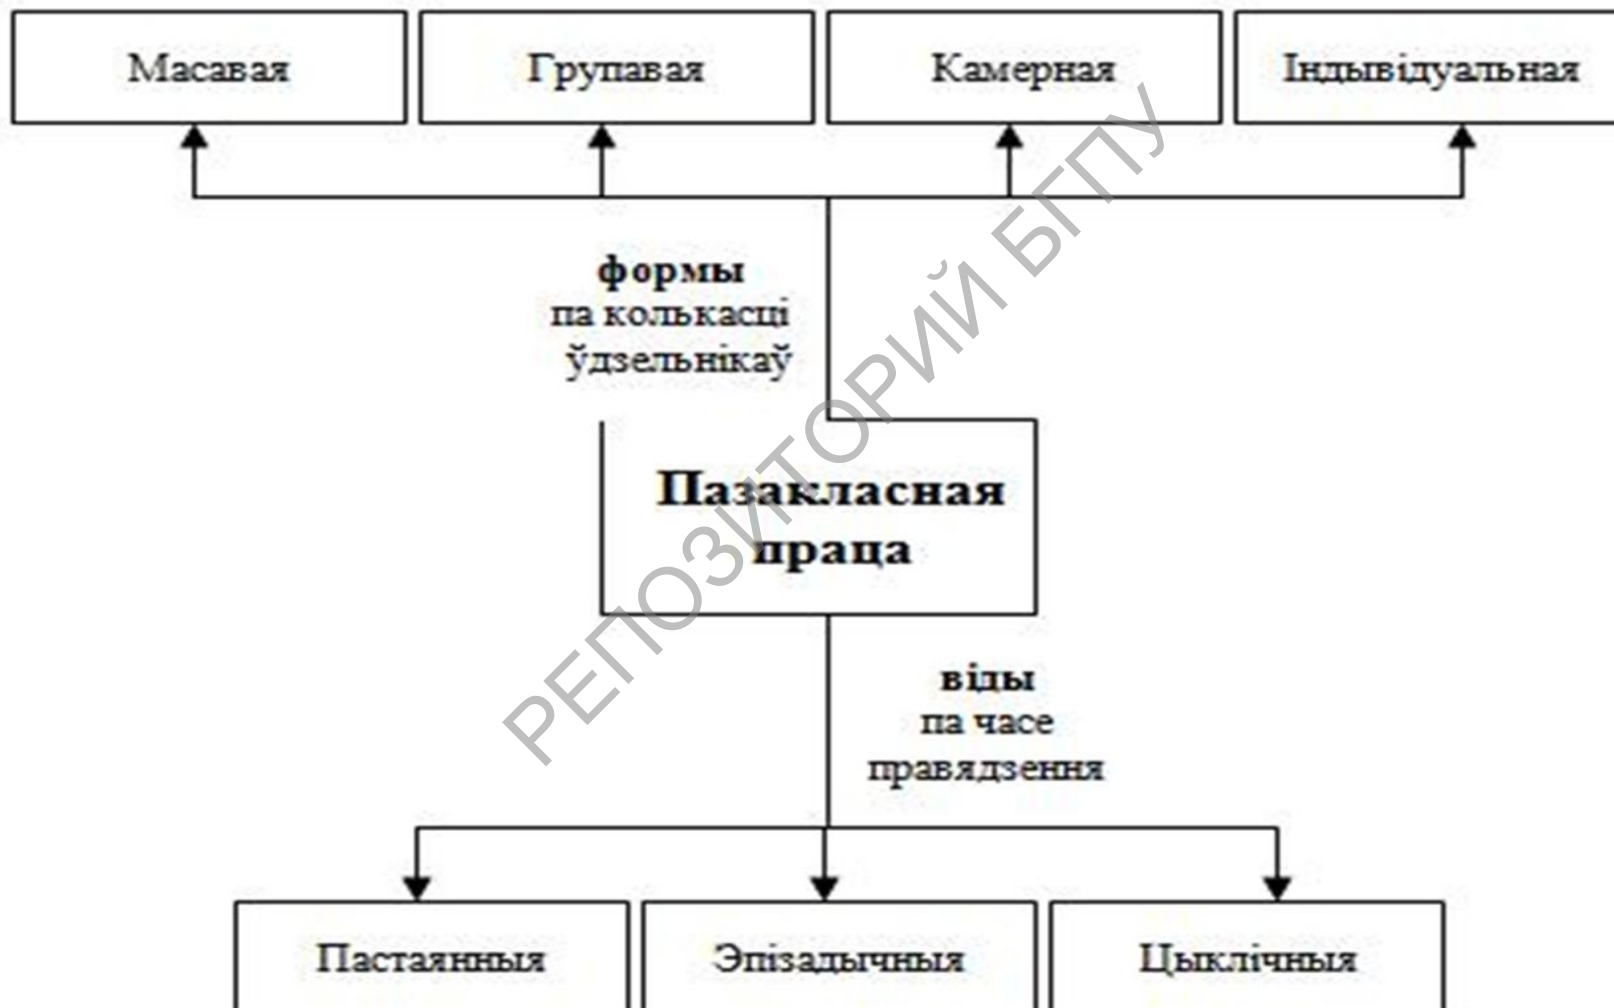 Масавая
Групавая
Камерная
Індывідуальная
формы
па колькасці
ўдзельнікаў
Пазакласная
праца
віды
па часе
правядзення
Пастаянныя
Эпізадычныя
Цыклічныя
РЕПОЗИТОРИЙ БГПУ